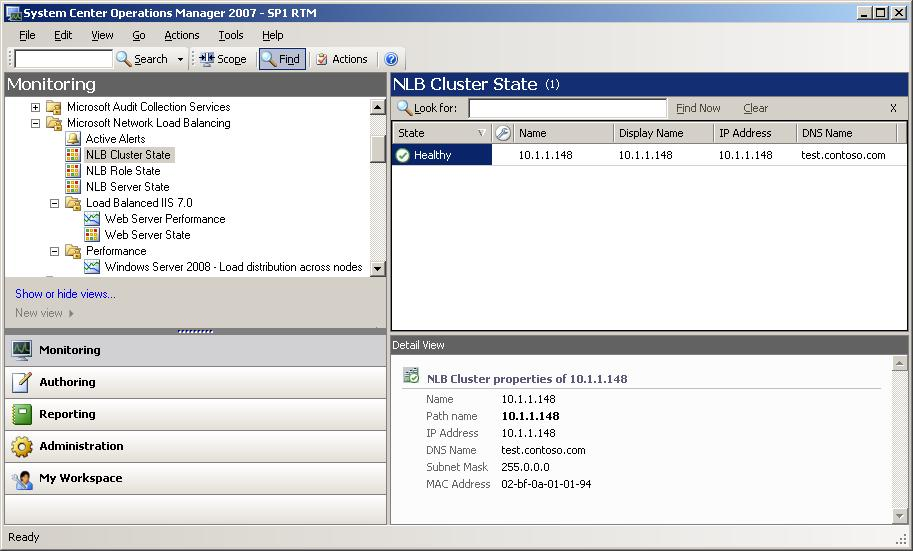 System Center Operations Manager 2007 - SP1 RTM
File Edit View Go Actions Tools Help
Search Scope Find Actions
Monitoring
Microsoft Audit Collection Services
Microsoft Network Load Balancing
Active Alerts
NLB Cluster State
NLB Role State
NLB Server State
Load Balanced IIS 7.0
Web Server Performance
Web Server State
Performance
Windows Server 2008 - Load distribution across nodes
Show or hide views...
New view
Monitoring
Authoring
Reporting
Administration
My Workspace
NLB Cluster State (1)
Look for: Find Now Clear X
State Name Display Name IP Address DNS Name
Healthy 10.1.1.148 10.1.1.148 10.1.1.148 test.contoso.com
Detail View
NLB Cluster properties of 10.1.1.148
Name 10.1.1.148
Path name 10.1.1.148
IP Address 10.1.1.148
DNS Name test.contoso.com
Subnet Mask 255.0.0.0
MAC Address 02-bf-0a-01-01-94
Ready